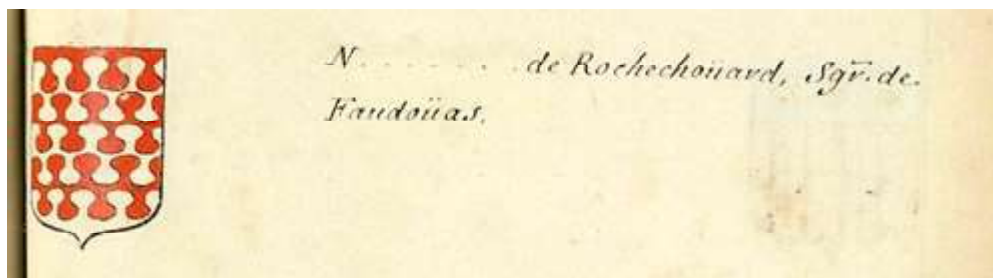 N. . . . . . . de Rochechoüard, Sgr. de.
Faudoüas.